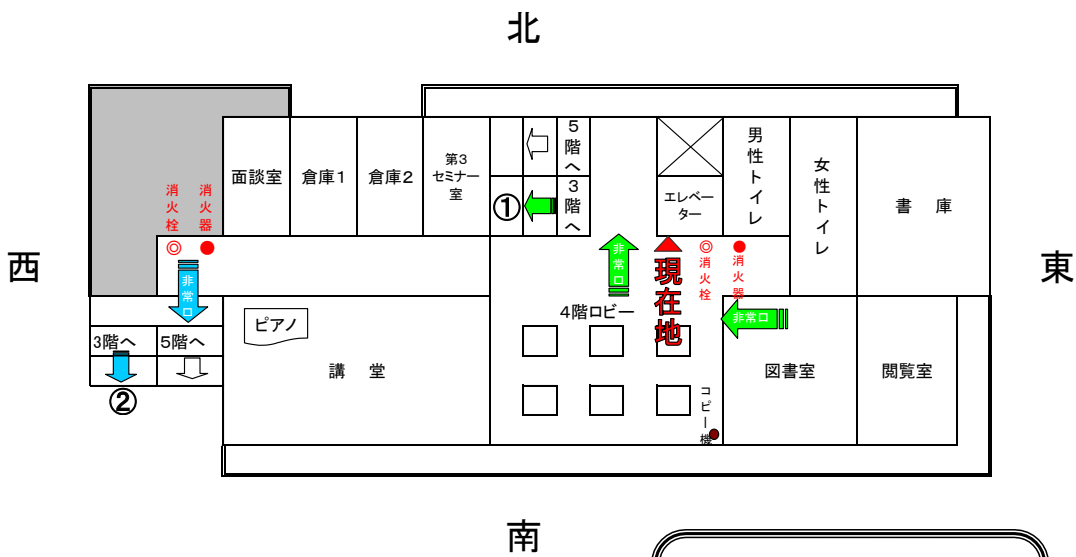 北
面談室
倉庫1
倉庫2
第3
セミナー
室
5階へ
3階へ
①
エレベー
ター
男性トイレ
女性トイレ
書 庫
消火栓
消火器
◎
●
非常口
3階へ
5階へ
②
ピアノ
講 堂
非常口
4階ロビー
現在地
◎
●
消火栓
消火器
非常口
図書室
閲覧室
コピー機
西
東
南